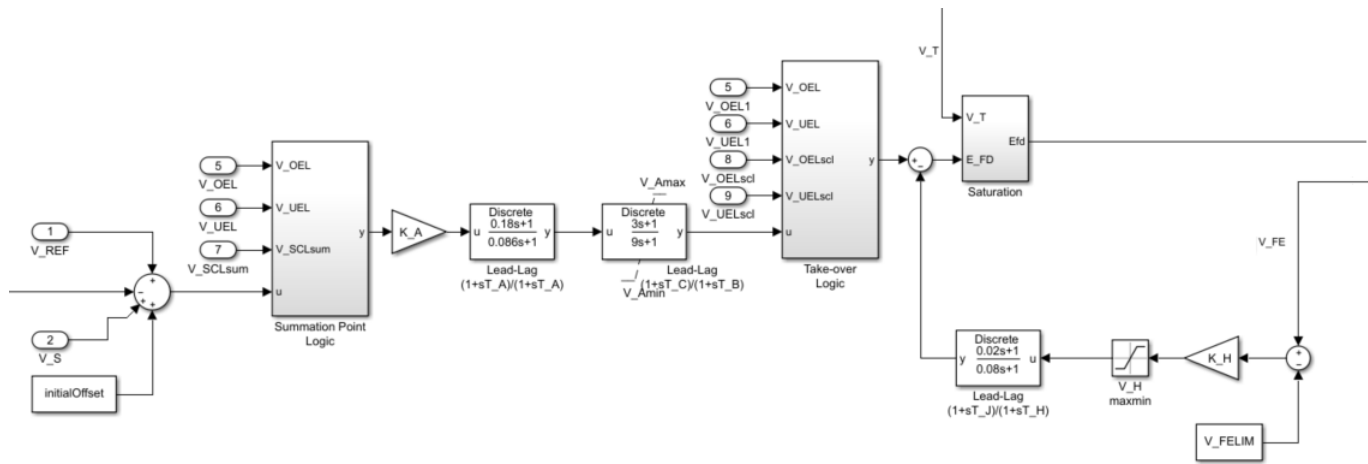 1
V_REF
2
V_S
initialOffset
+
−
+
+
5
V_OEL
6
V_UEL
7
V_SCLsum
V_OEL
V_UEL
V_SCLsum
u
y
Summation Point
Logic
K_A
Discrete
0.18s+1
0.086s+1
u
y
Lead-Lag
(1+sT_A)/(1+sT_A)
V_Amax
Discrete
3s+1
9s+1
u
y
Lead-Lag
(1+sT_C)/(1+sT_B)
V_Amin
5
V_OEL1
6
V_UEL1
8
V_OELscl
9
V_UELscl
V_OEL
V_UEL
V_OELscl
V_UELscl
u
y
Take-over
Logic
+
−
V_T
V_T
E_FD
Efd
Saturation
V_FE
+
−
V_FELIM
K_H
V_H
maxmin
Discrete
0.02s+1
0.08s+1
y
u
Lead-Lag
(1+sT_J)/(1+sT_H)